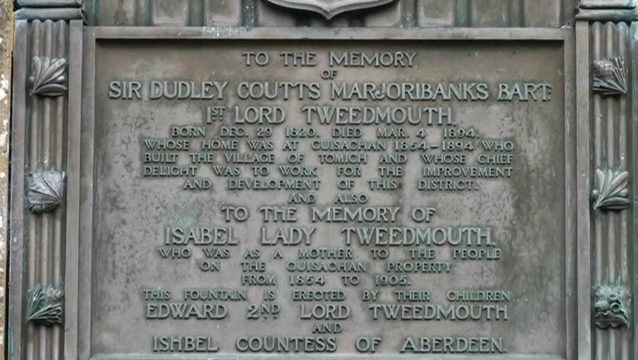 TO THE MEMORY
OF
SIR DUDLEY COUTTS MARJORIBANKS BART.
1ST LORD TWEEDMOUTH.
BORN DEC. 29 1820. DIED MAR. 4 1894.
WHOSE HOME WAS AT GUISACHAN 1854-1894 WHO
BUILT THE VILLAGE OF TOMICH AND WHOSE CHIEF
DELIGHT WAS TO WORK FOR THE IMPROVEMENT
AND DEVELOPMENT OF THIS DISTRICT.
AND ALSO
TO THE MEMORY OF
ISABEL LADY TWEEDMOUTH.
WHO WAS AS A MOTHER TO THE PEOPLE
ON THE GUISACHAN PROPERTY
FROM 1854 TO 1905.
THIS FOUNTAIN IS ERECTED BY THEIR CHILDREN
EDWARD 2ND LORD TWEEDMOUTH
AND
ISHBEL COUNTESS OF ABERDEEN.